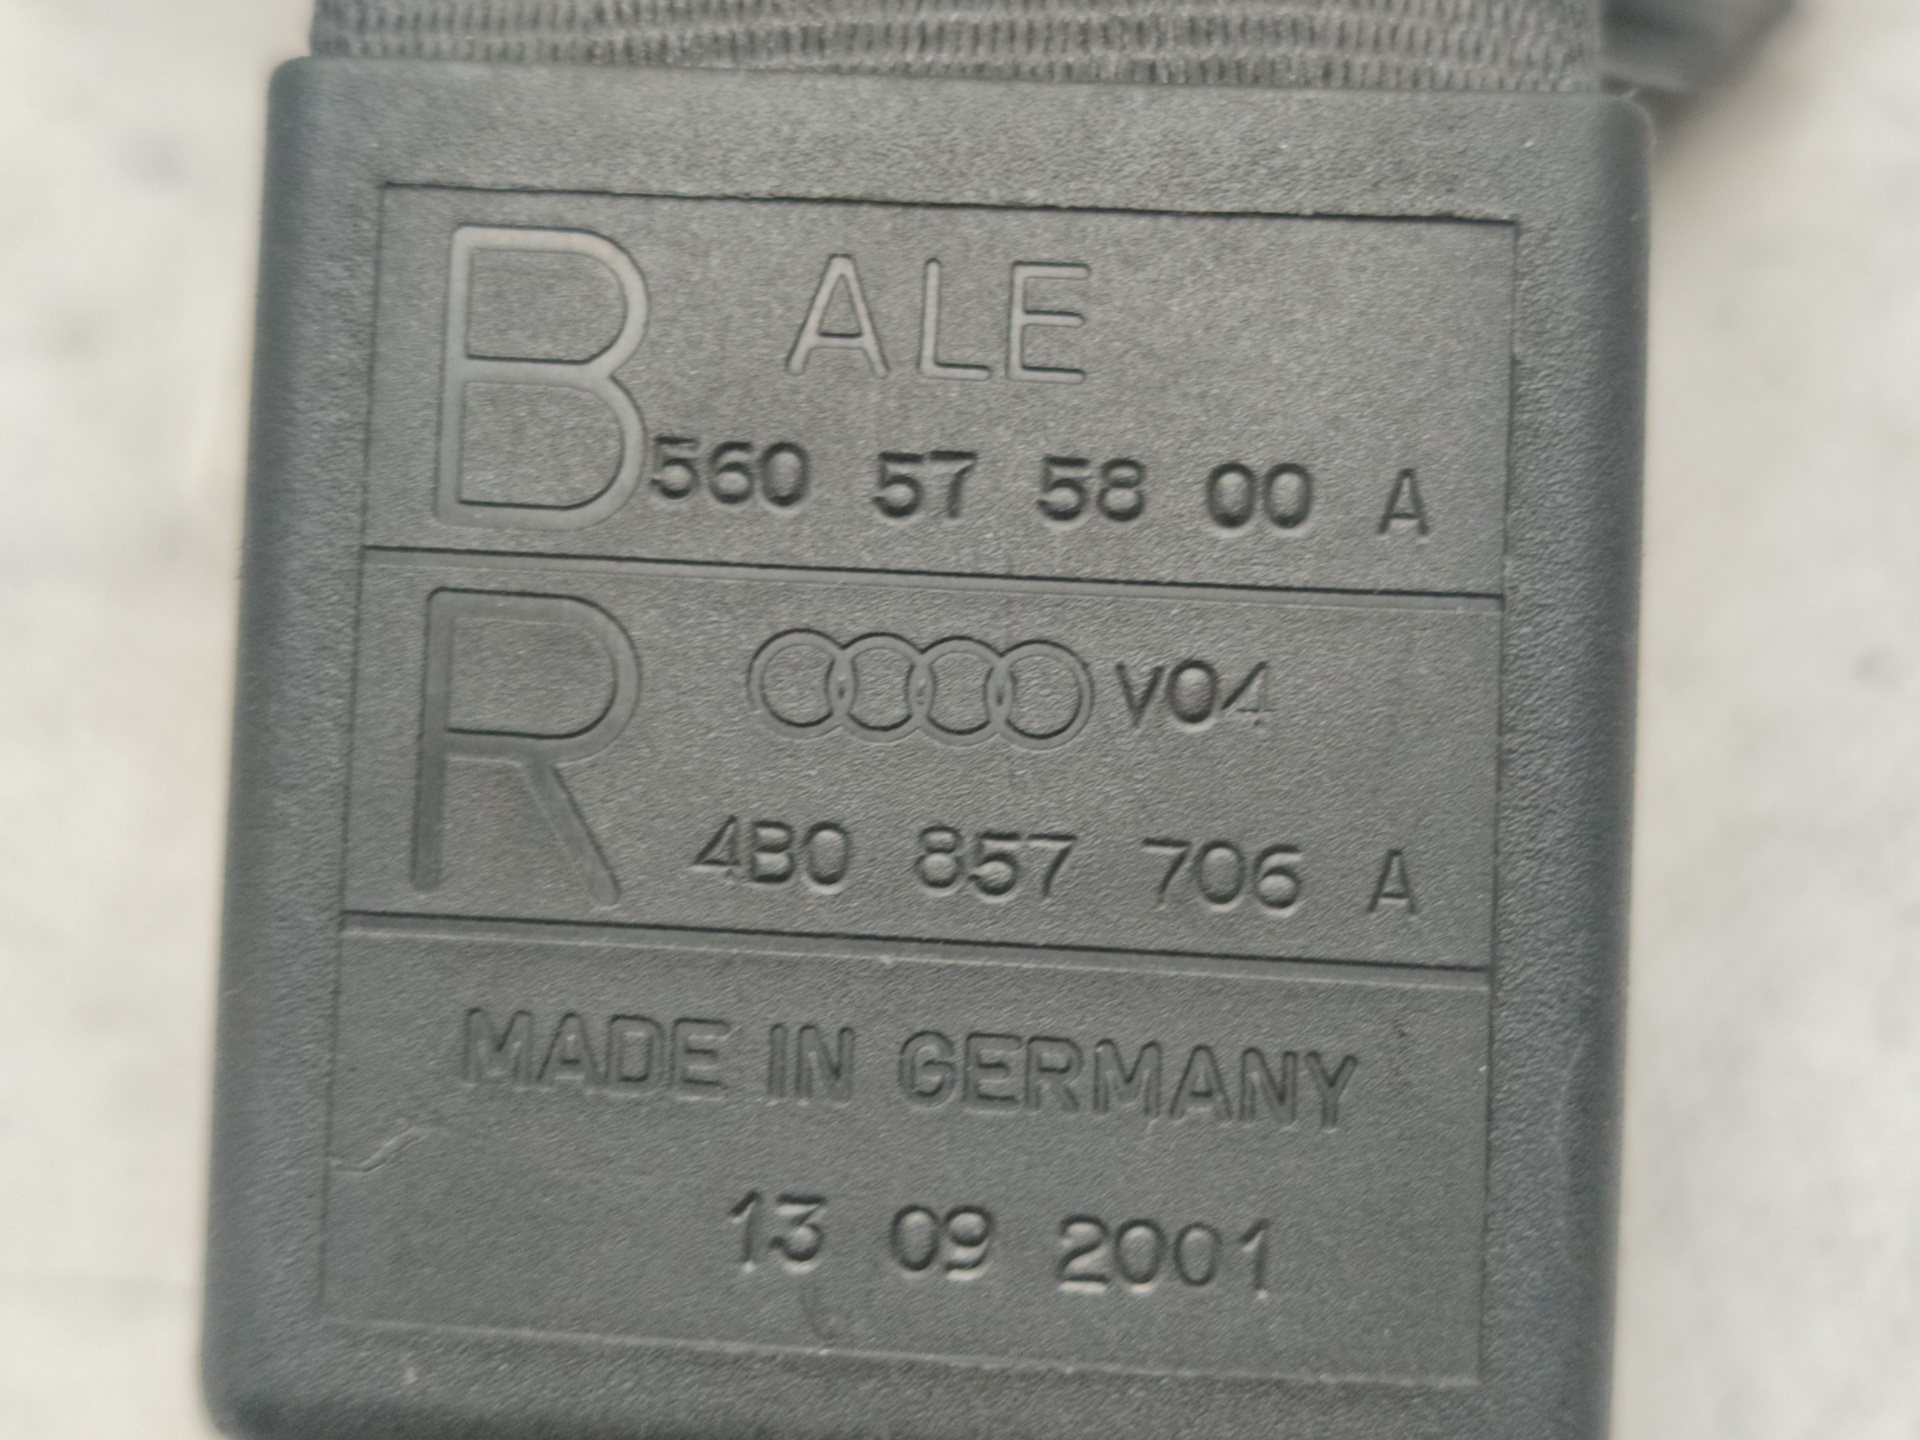 B ALE
560 57 58 00 A
R V04
4B0 857 706 A
MADE IN GERMANY
13 09 2001